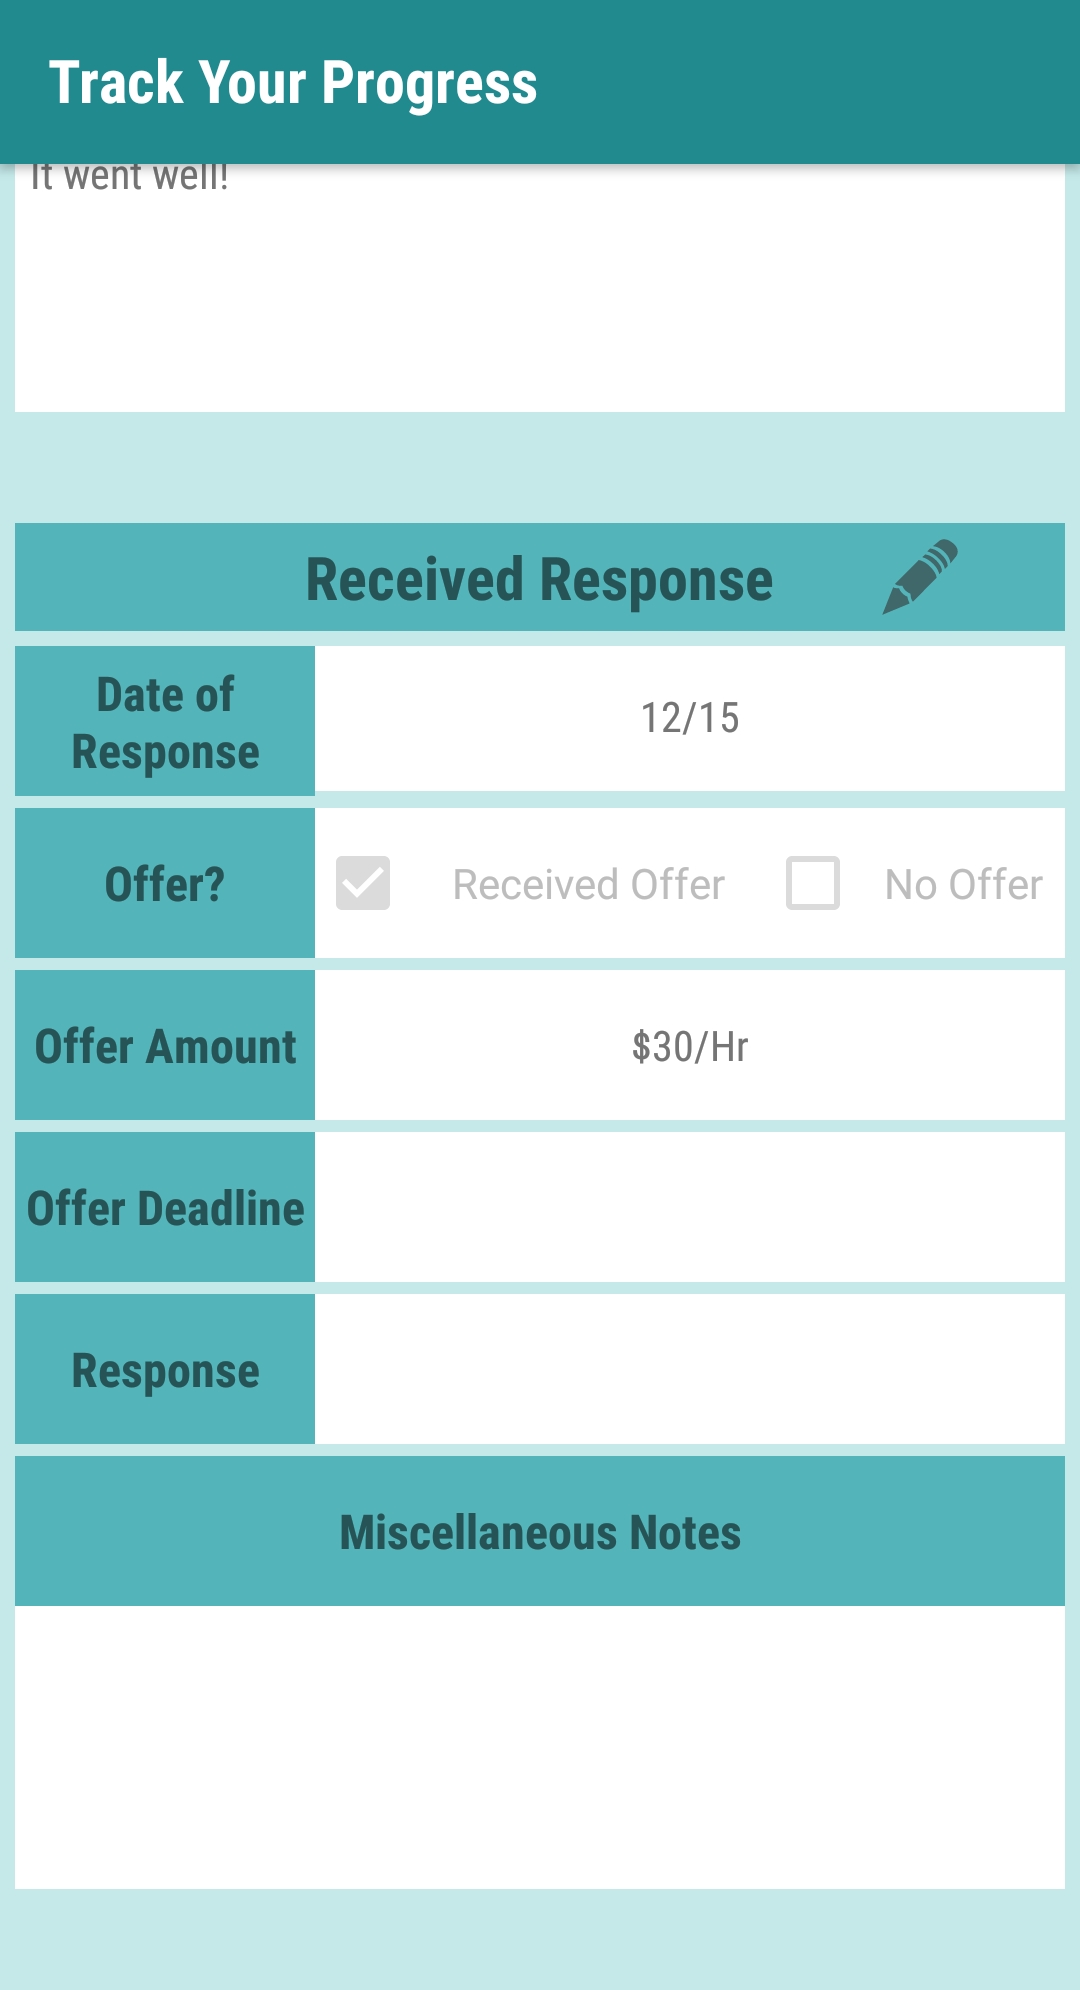 Track Your Progress
It went well!
Received Response
Date of
Response
12/15
Offer?
Received Offer
No Offer
Offer Amount
$30/Hr
Offer Deadline
Response
Miscellaneous Notes